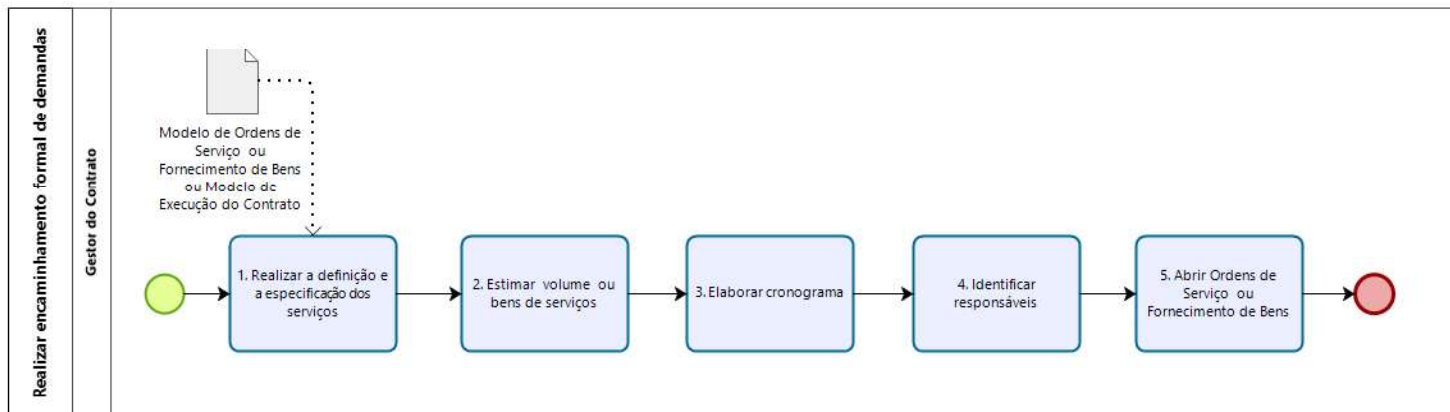 Realizar encaminhamento formal de demandas
Gestor do Contrato
Modelo de Ordens de
Serviço ou
Fornecimento de Bens
ou Modelo de
Execução do Contrato
1. Realizar a definição e
a especificação dos
serviços
2. Estimar volume ou
bens de serviços
3. Elaborar cronograma
4. Identificar
responsáveis
5. Abrir Ordens de
Serviço ou
Fornecimento de Bens